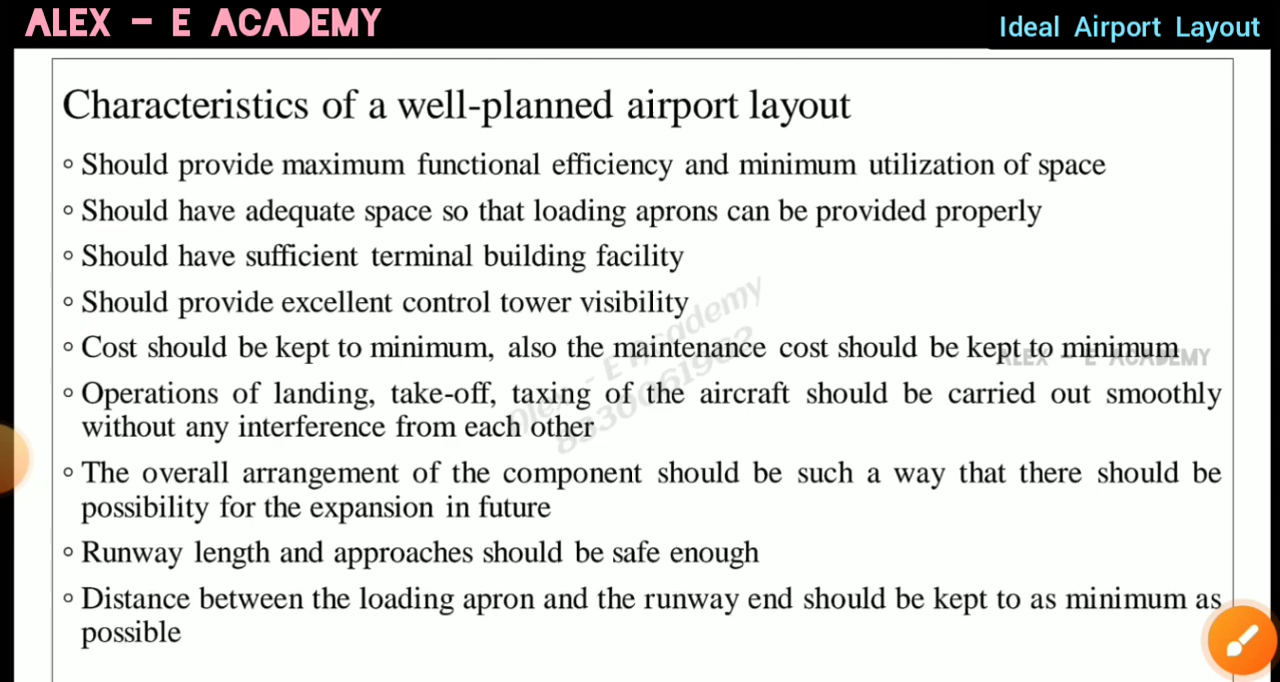 ALEX – E ACADEMY
Ideal Airport Layout
Characteristics of a well-planned airport layout
◦ Should provide maximum functional efficiency and minimum utilization of space
◦ Should have adequate space so that loading aprons can be provided properly
◦ Should have sufficient terminal building facility
◦ Should provide excellent control tower visibility
◦ Cost should be kept to minimum, also the maintenance cost should be kept to minimum
ALEX – E ACADEMY
◦ Operations of landing, take-off, taxing of the aircraft should be carried out smoothly
without any interference from each other
◦ The overall arrangement of the component should be such a way that there should be
possibility for the expansion in future
◦ Runway length and approaches should be safe enough
◦ Distance between the loading apron and the runway end should be kept to as minimum as
possible
Alex - E Academy